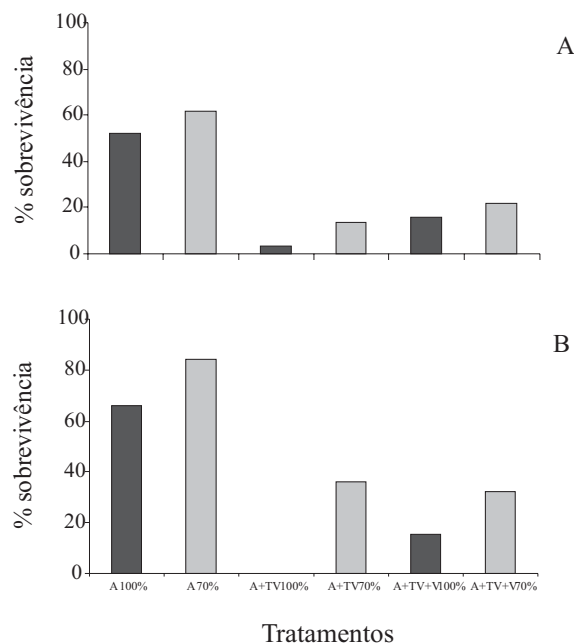 100
A
80
60
40
20
0
% sobrevivência
100
B
80
60
40
20
0
% sobrevivência
A100% A70% A+TV100% A+TV70% A+TV+V100% A+TV+V70%
Tratamentos